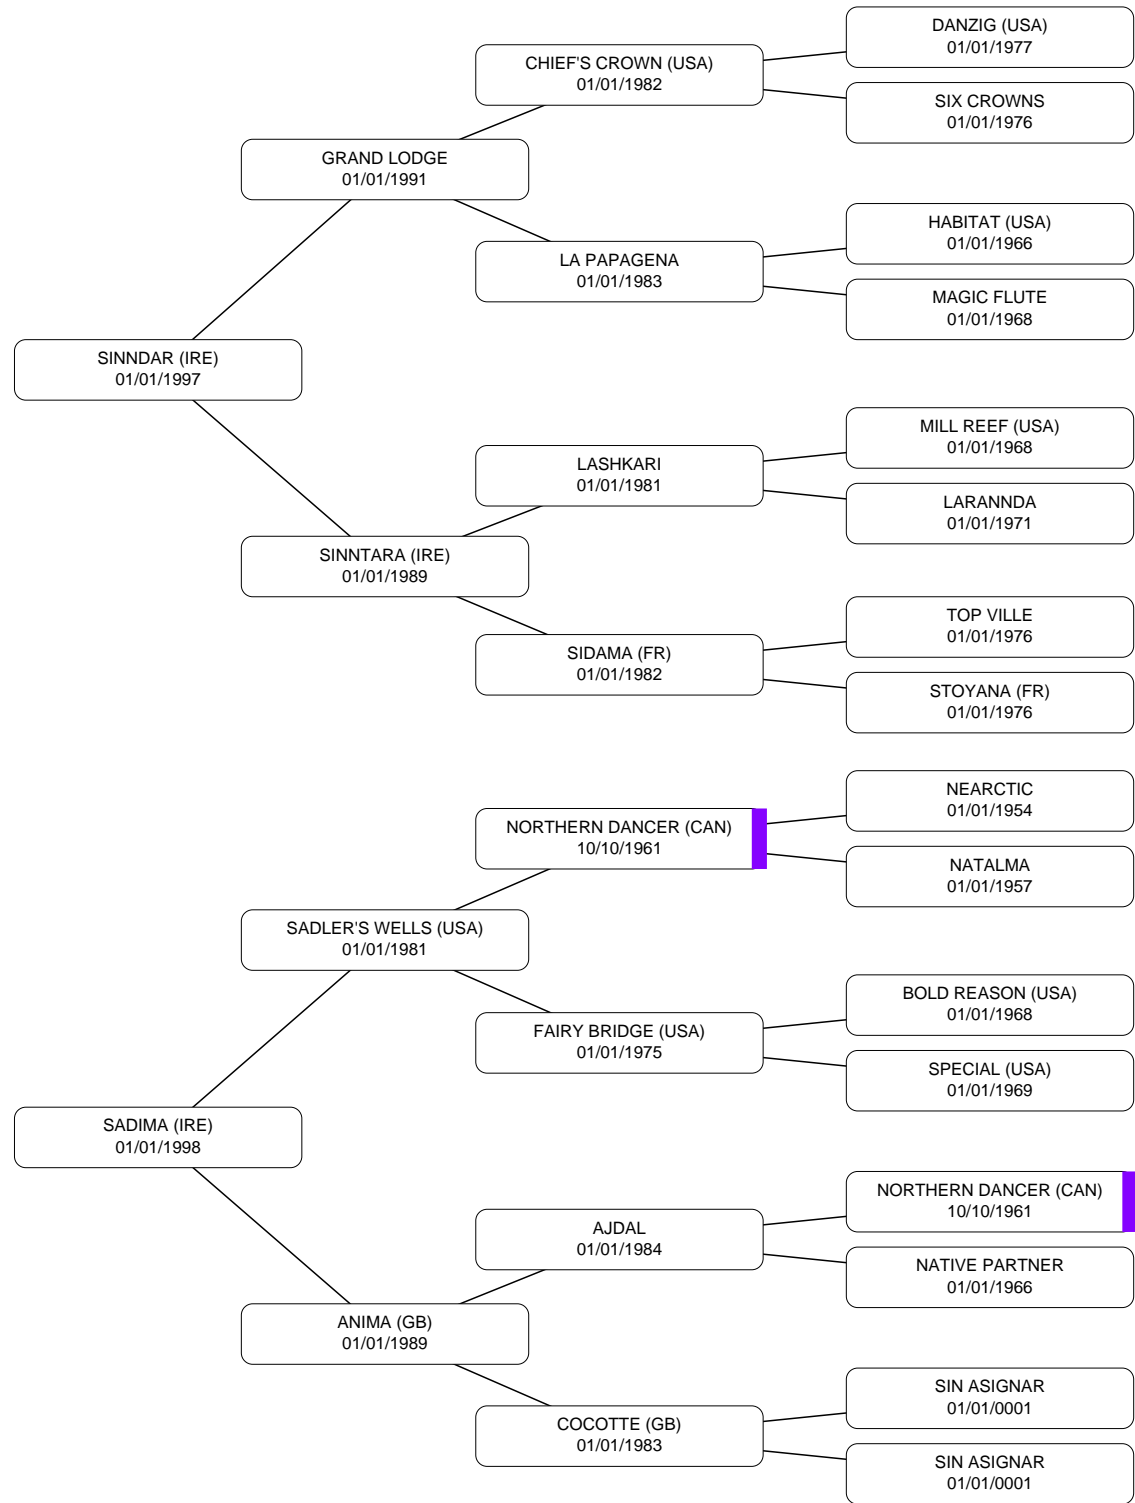 DANZIG (USA)
01/01/1977
CHIEF'S CROWN (USA)
01/01/1982
SIX CROWNS
01/01/1976
GRAND LODGE
01/01/1991
HABITAT (USA)
01/01/1966
LA PAPAGENA
01/01/1983
MAGIC FLUTE
01/01/1968
SINNDAR (IRE)
01/01/1997
MILL REEF (USA)
01/01/1968
LASHKARI
01/01/1981
LARANNDA
01/01/1971
SINNTARA (IRE)
01/01/1989
TOP VILLE
01/01/1976
SIDAMA (FR)
01/01/1982
STOYANA (FR)
01/01/1976
NEARCTIC
01/01/1954
NORTHERN DANCER (CAN)
10/10/1961
NATALMA
01/01/1957
SADLER'S WELLS (USA)
01/01/1981
BOLD REASON (USA)
01/01/1968
FAIRY BRIDGE (USA)
01/01/1975
SPECIAL (USA)
01/01/1969
SADIMA (IRE)
01/01/1998
NORTHERN DANCER (CAN)
10/10/1961
AJDAL
01/01/1984
NATIVE PARTNER
01/01/1966
ANIMA (GB)
01/01/1989
SIN ASIGNAR
01/01/0001
COCOTTE (GB)
01/01/1983
SIN ASIGNAR
01/01/0001